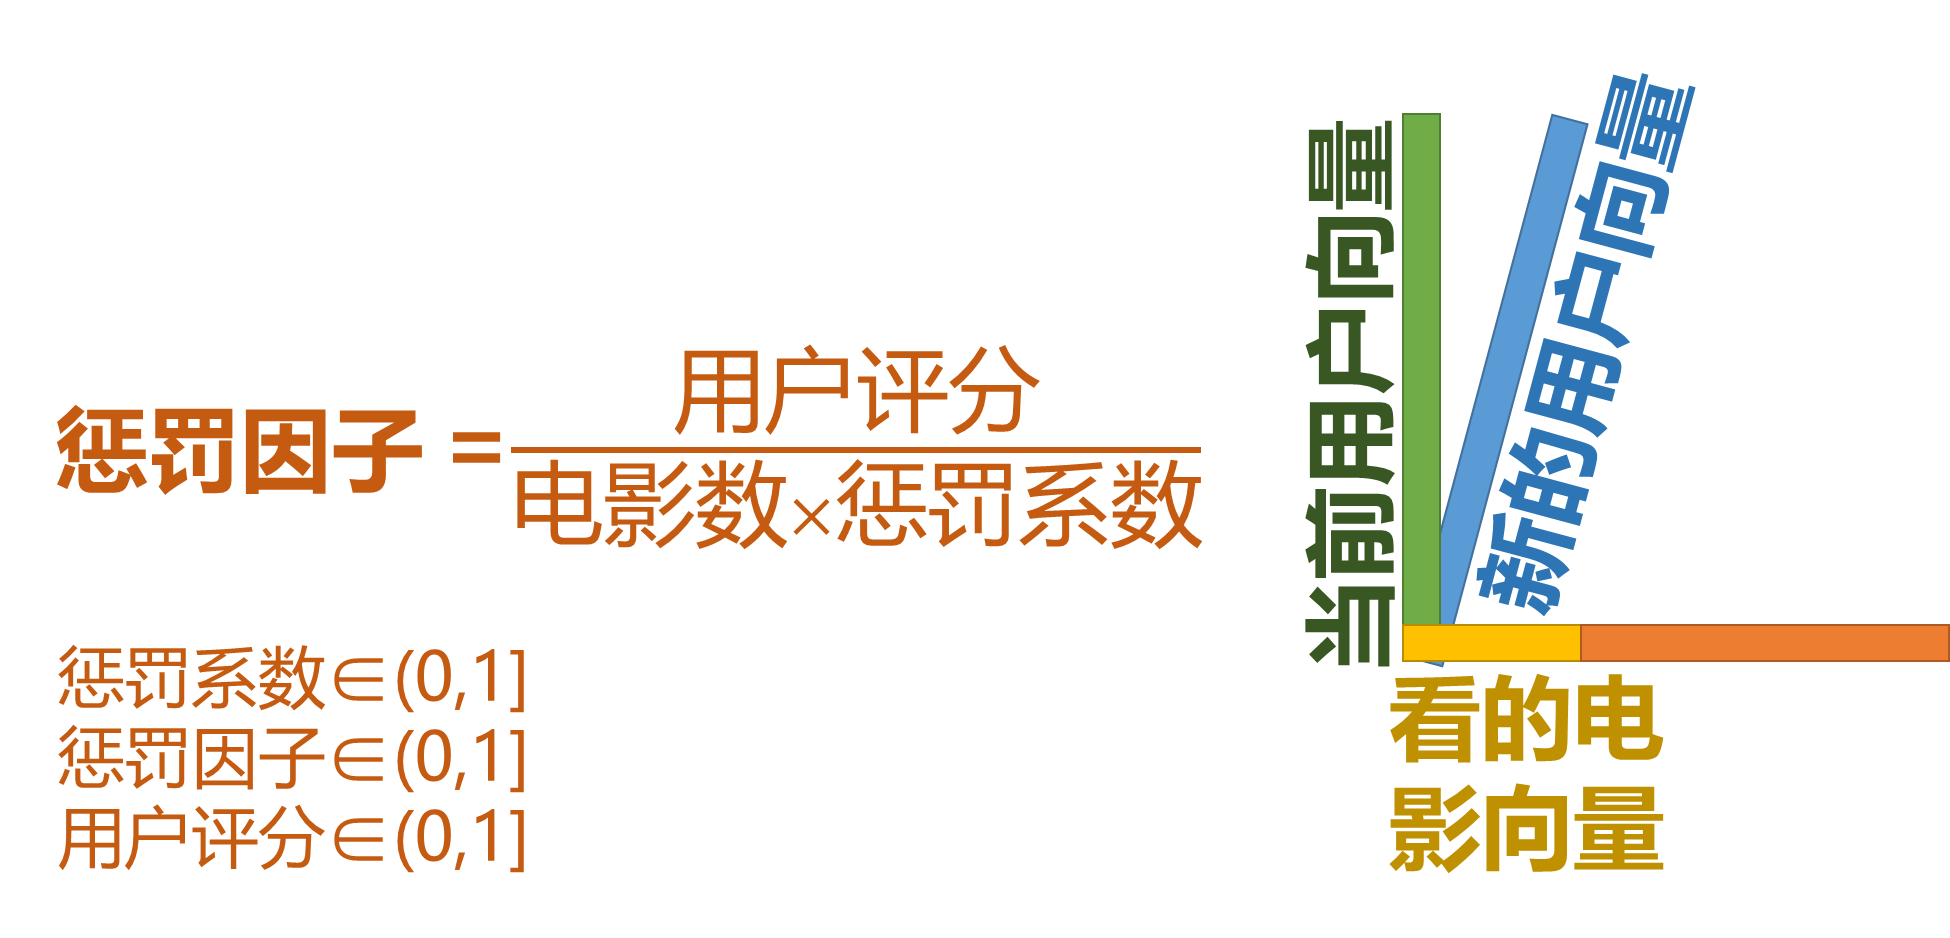 惩罚因子 =
用户评分
电影数×惩罚系数
惩罚系数∈(0,1]
惩罚因子∈(0,1]
用户评分∈(0,1]
当前用户向量
新的用户向量
看的电
影向量